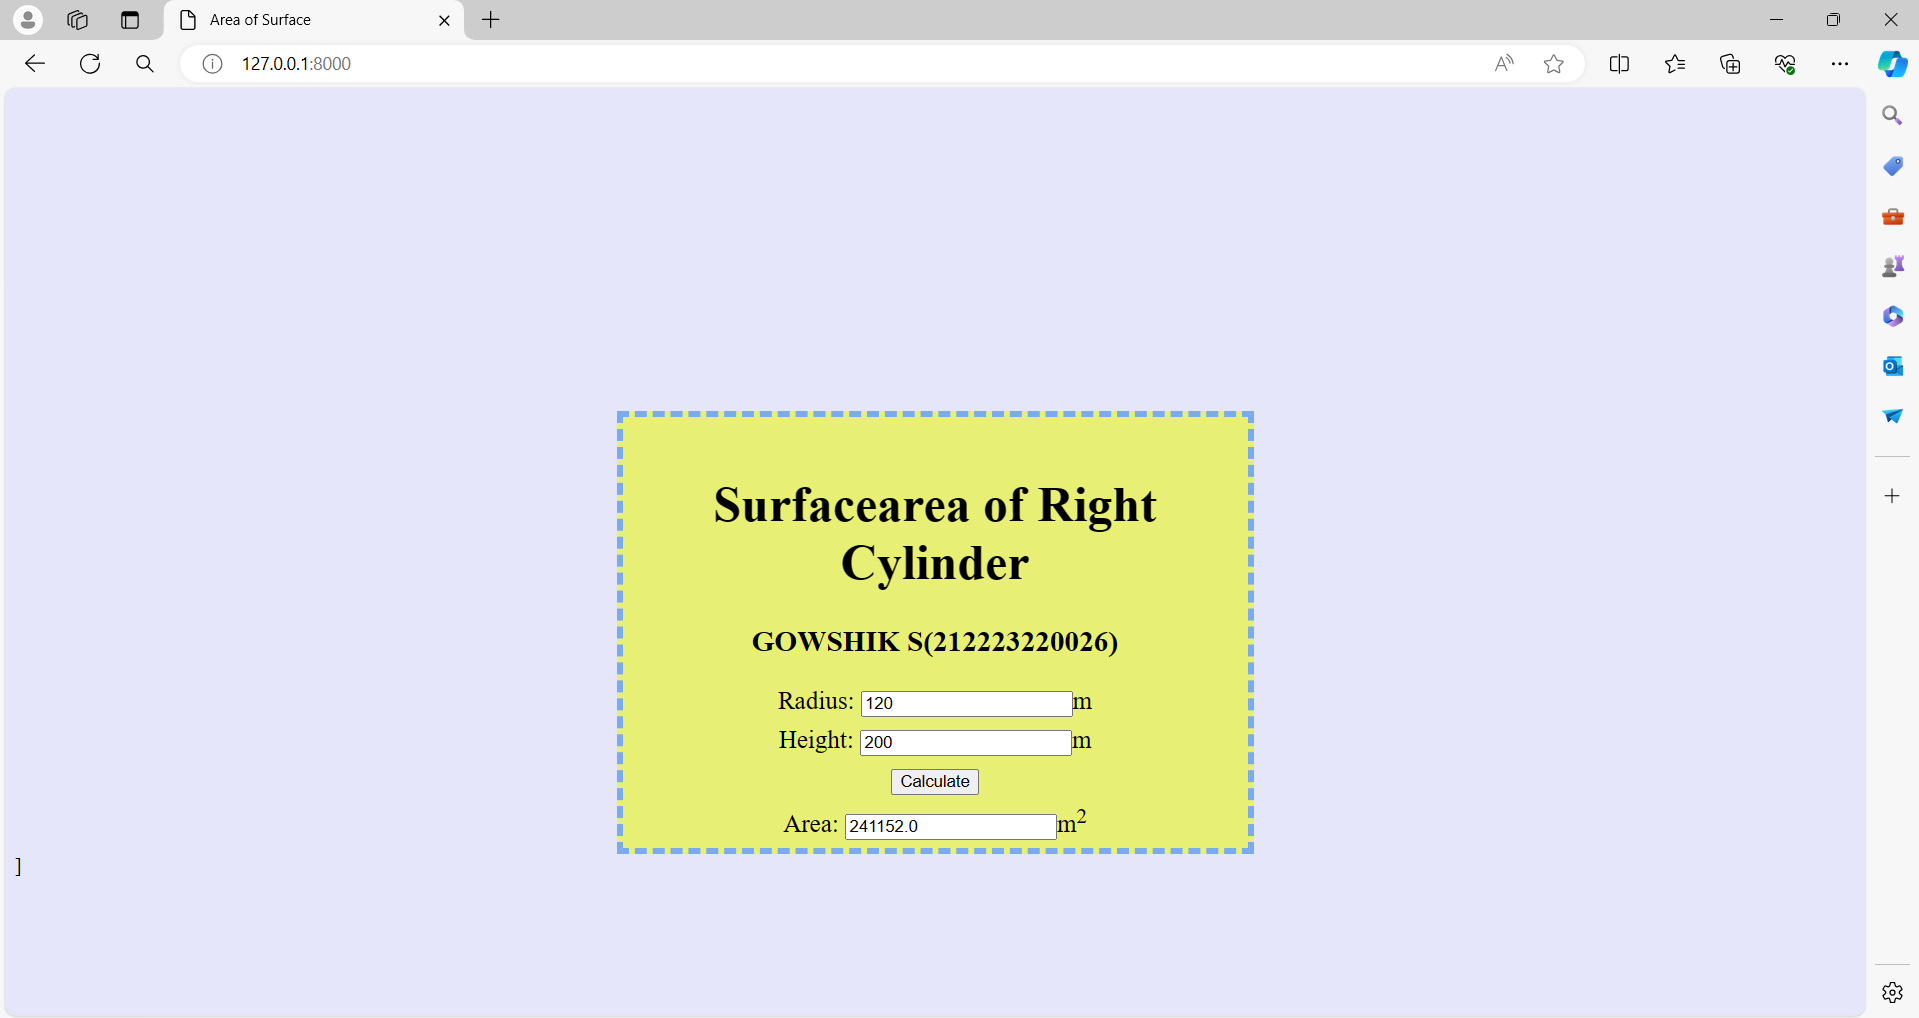 Area of Surface
127.0.0.1:8000
Surfacearea of Right
Cylinder
GOWSHIK S(212223220026)
Radius: 120 m
Height: 200 m
Calculate
Area: 241152.0 m²
]